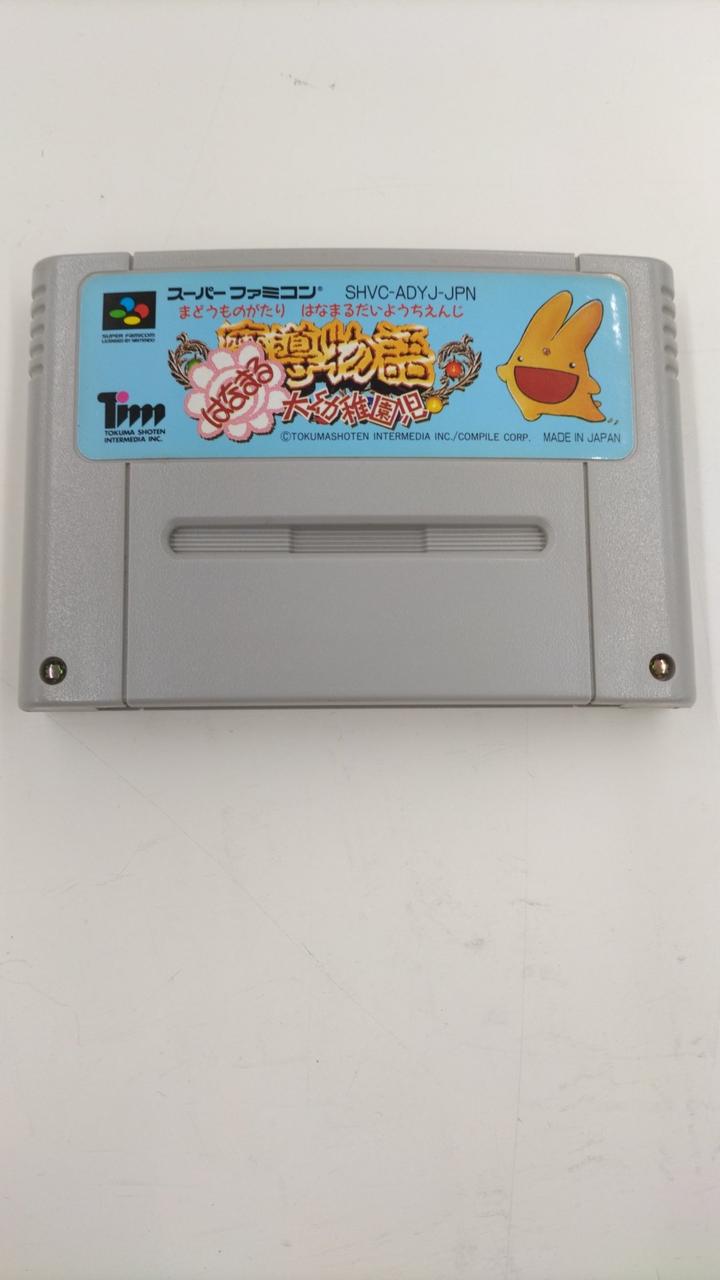 スーパーファミコン® SHVC-ADYJ-JPN
まどうものがたり はなまるだいようちえんじ
SUPER FAMICOM
LICENSED BY NINTENDO
魔導物語
はなまる
大幼稚園児
Tim
TOKUMA SHOTEN
INTERMEDIA INC.
©TOKUMASHOTEN INTERMEDIA INC./COMPILE CORP. MADE IN JAPAN